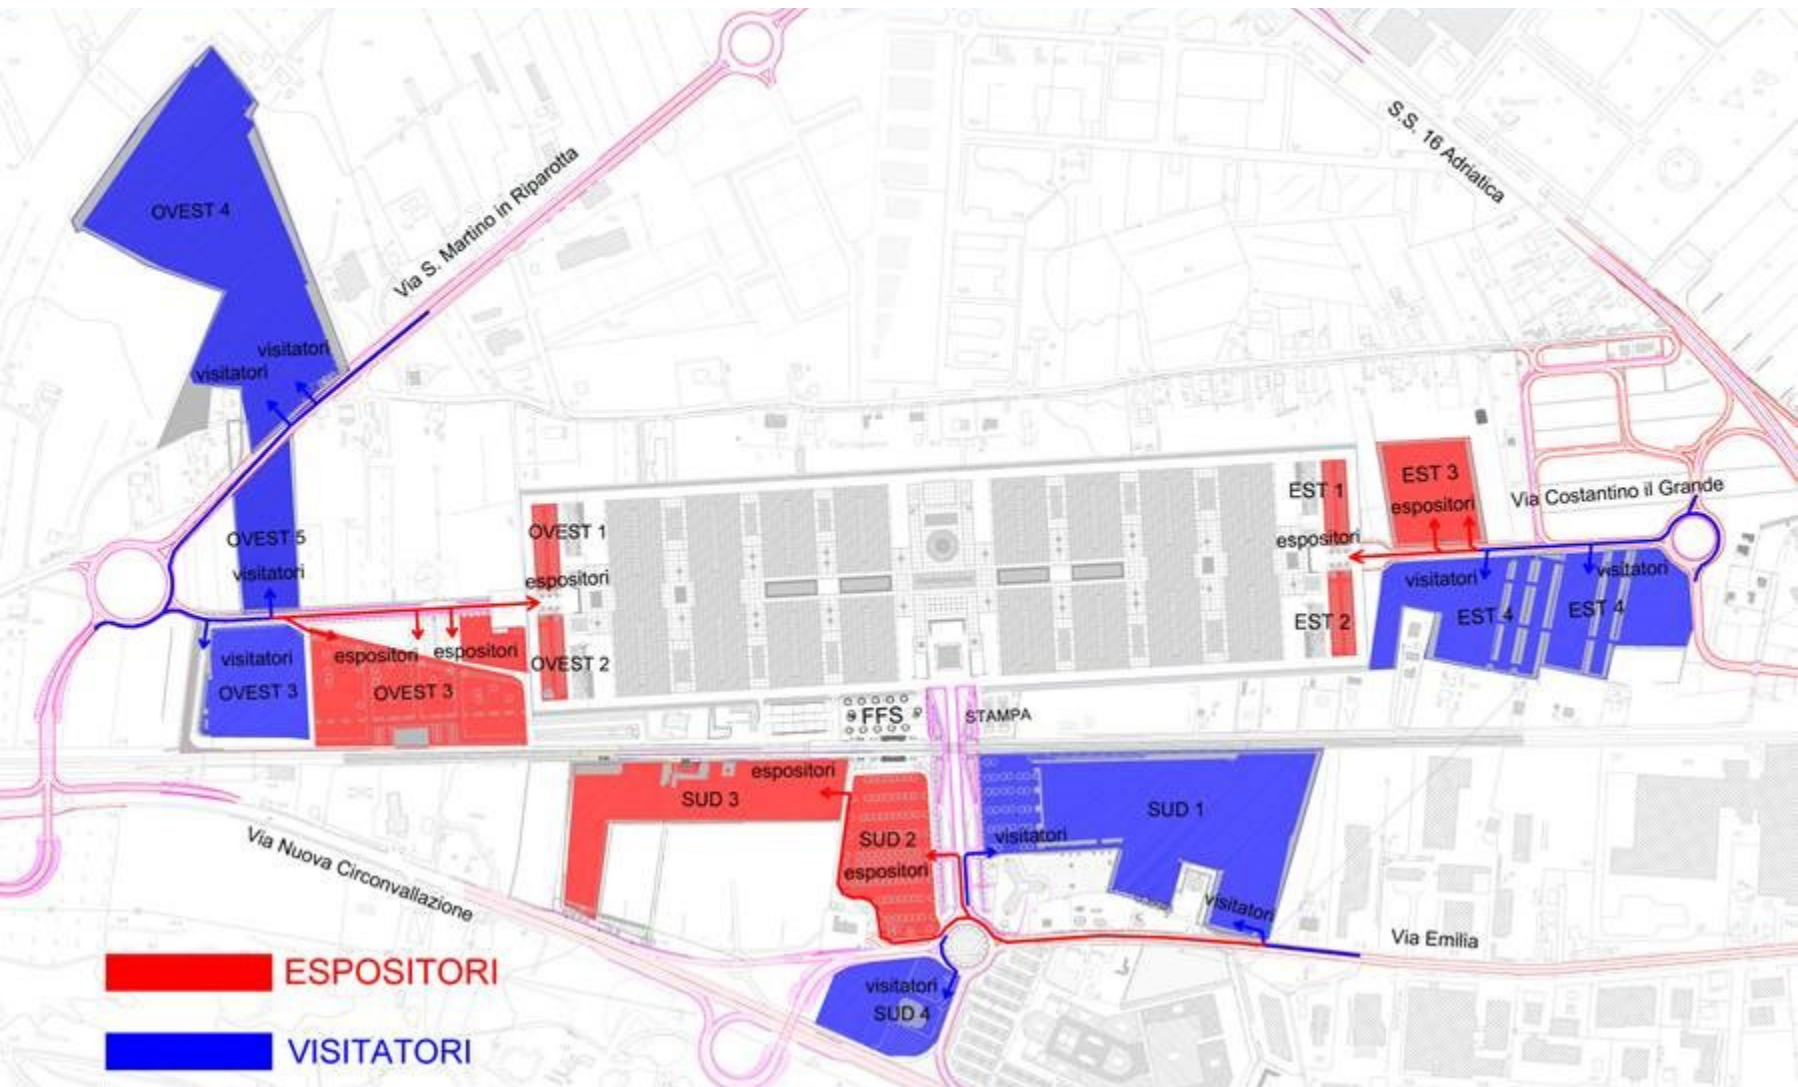 S.S. 16 Adriatica
Via S. Martino in Riparotta
OVEST 4
visitatori
visitatori
EST 3
espositori
Via Costantino il Grande
EST 1
espositori
OVEST 1
OVEST 5
visitatori
espositori
visitatori
visitatori
EST 4
EST 4
EST 2
visitatori
OVEST 3
espositori
espositori
OVEST 3
OVEST 2
FFS
STAMPA
espositori
SUD 3
SUD 1
SUD 2
espositori
visitatori
Via Nuova Circonvallazione
visitatori
Via Emilia
visitatori
SUD 4
ESPOSITORI
VISITATORI